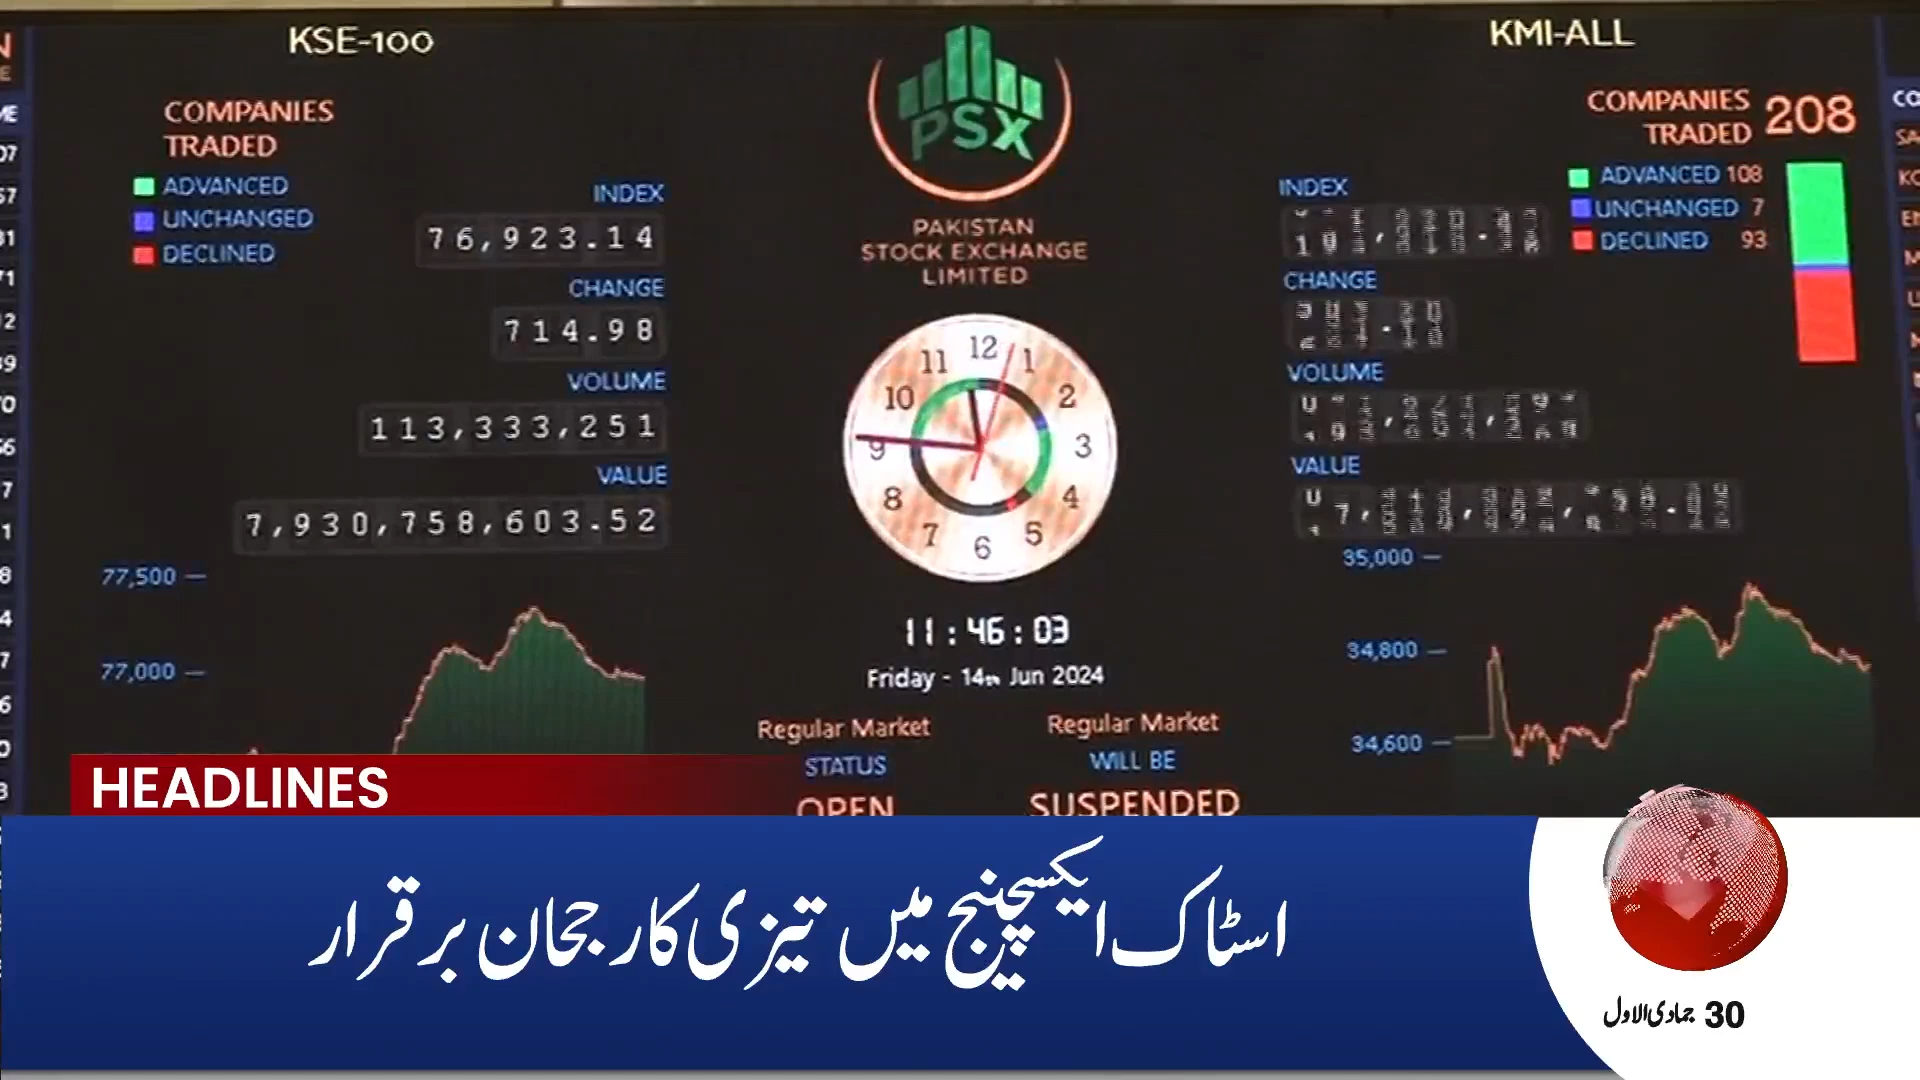 KSE-100
COMPANIES
TRADED
ADVANCED
UNCHANGED
DECLINED
INDEX
76,923.14
CHANGE
714.98
VOLUME
113,333,251
VALUE
7,930,758,603.52
77,500
77,000
PSX
PAKISTAN
STOCK EXCHANGE
LIMITED
12
1
2
3
4
5
6
7
8
9
10
11
11:46:03
Friday - 14th Jun 2024
Regular Market
STATUS
OPEN
Regular Market
WILL BE
SUSPENDED
KMI-ALL
COMPANIES
TRADED 208
ADVANCED 108
UNCHANGED 7
DECLINED 93
INDEX
CHANGE
VOLUME
VALUE
35,000
34,800
34,600
HEADLINES
اسٹاک ایکسچینج میں تیزی کا رجحان برقرار
30 جمادی الاول